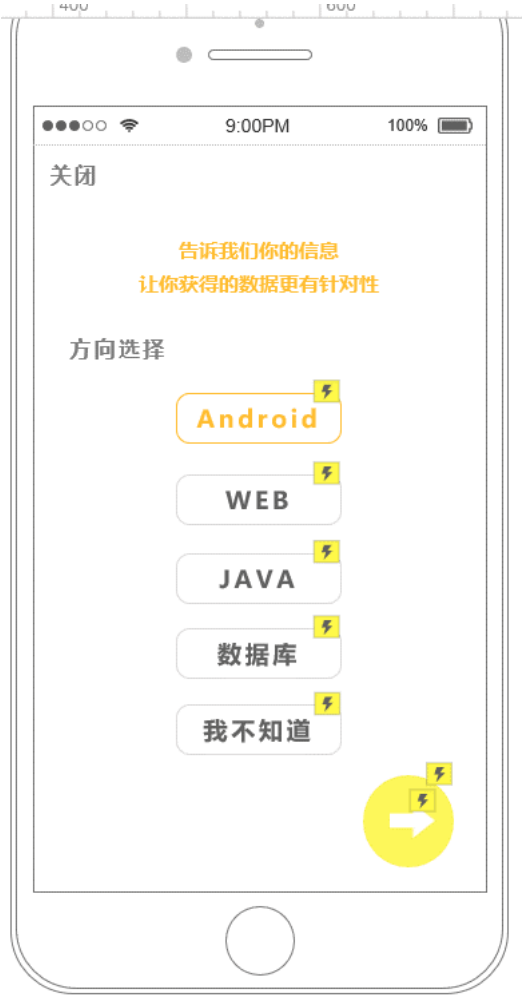 400
600
9:00PM
100%
关闭
告诉我们你的信息
让你获得的数据更有针对性
方向选择
Android
WEB
JAVA
数据库
我不知道